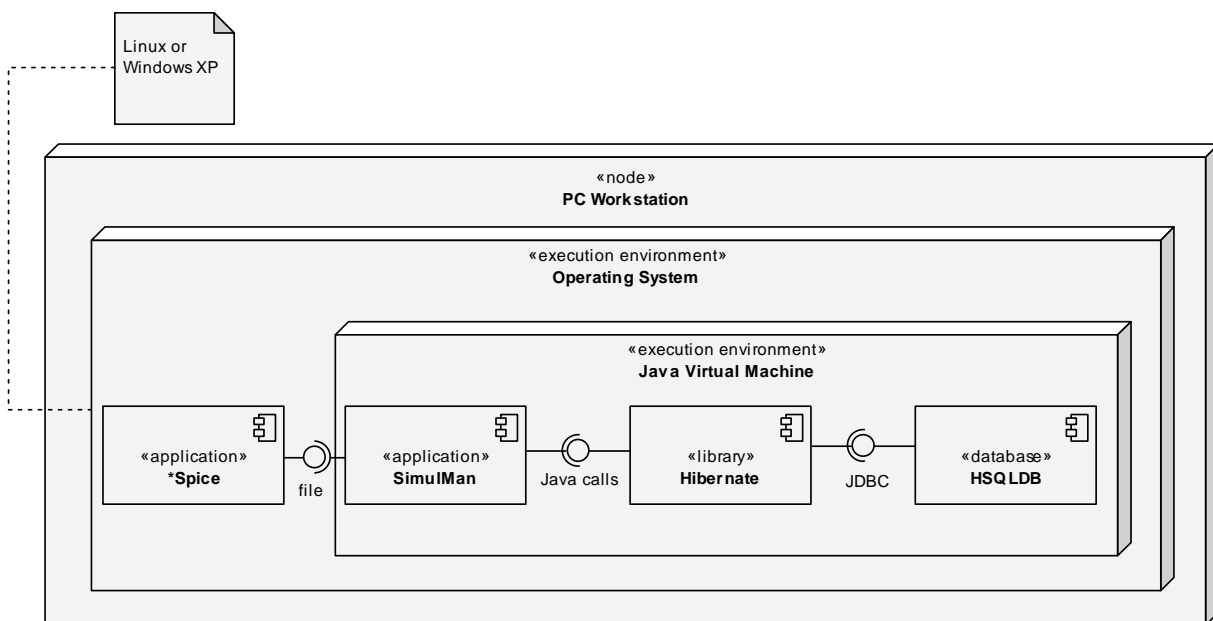 Linux or
Windows XP
«node»
PC Workstation
«execution environment»
Operating System
«execution environment»
Java Virtual Machine
«application»
*Spice
file
«application»
SimulMan
Java calls
«library»
Hibernate
JDBC
«database»
HSQLDB